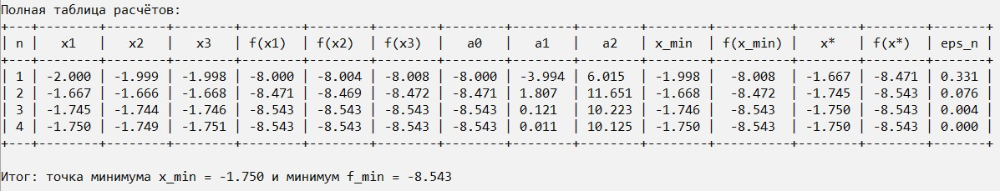 Полная таблица расчётов:
+---+--------+--------+--------+--------+--------+--------+--------+--------+--------+--------+----------+--------+--------+-------+
| n |   x1   |   x2   |   x3   | f(x1)  | f(x2)  | f(x3)  |   a0   |   a1   |   a2   | x_min  | f(x_min) |   x*   | f(x*)  | eps_n |
+---+--------+--------+--------+--------+--------+--------+--------+--------+--------+--------+----------+--------+--------+-------+
| 1 | -2.000 | -1.999 | -1.998 | -8.000 | -8.004 | -8.008 | -8.000 | -3.994 | 6.015  | -1.998 |  -8.008  | -1.667 | -8.471 | 0.331 |
| 2 | -1.667 | -1.666 | -1.668 | -8.471 | -8.469 | -8.472 | -8.471 | 1.807  | 11.651 | -1.668 |  -8.472  | -1.745 | -8.543 | 0.076 |
| 3 | -1.745 | -1.744 | -1.746 | -8.543 | -8.543 | -8.543 | -8.543 | 0.121  | 10.223 | -1.746 |  -8.543  | -1.750 | -8.543 | 0.004 |
| 4 | -1.750 | -1.749 | -1.751 | -8.543 | -8.543 | -8.543 | -8.543 | 0.011  | 10.125 | -1.750 |  -8.543  | -1.750 | -8.543 | 0.000 |
+---+--------+--------+--------+--------+--------+--------+--------+--------+--------+--------+----------+--------+--------+-------+
Итог: точка минимума x_min = -1.750 и минимум f_min = -8.543